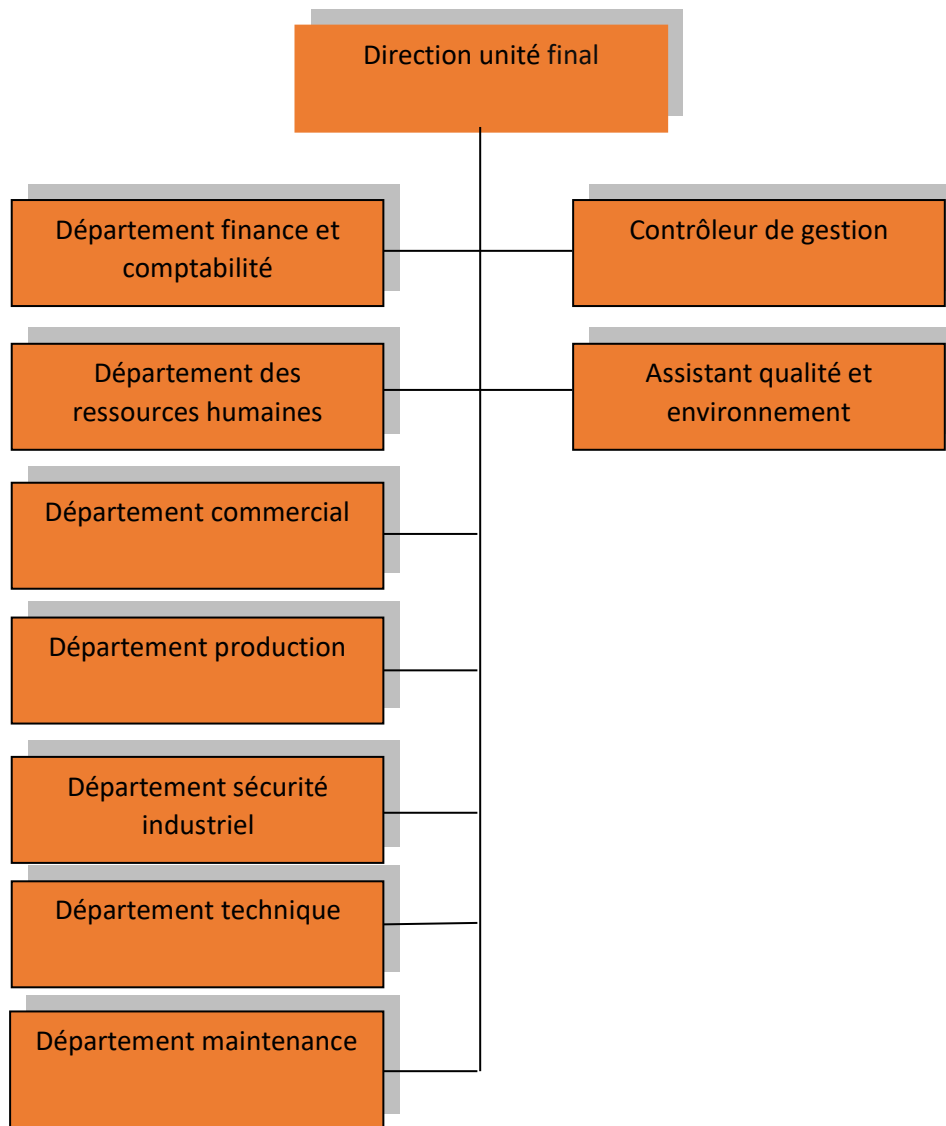 Direction unité final
Département finance et
comptabilité
Contrôleur de gestion
Département des
ressources humaines
Assistant qualité et
environnement
Département commercial
Département production
Département sécurité
industriel
Département technique
Département maintenance